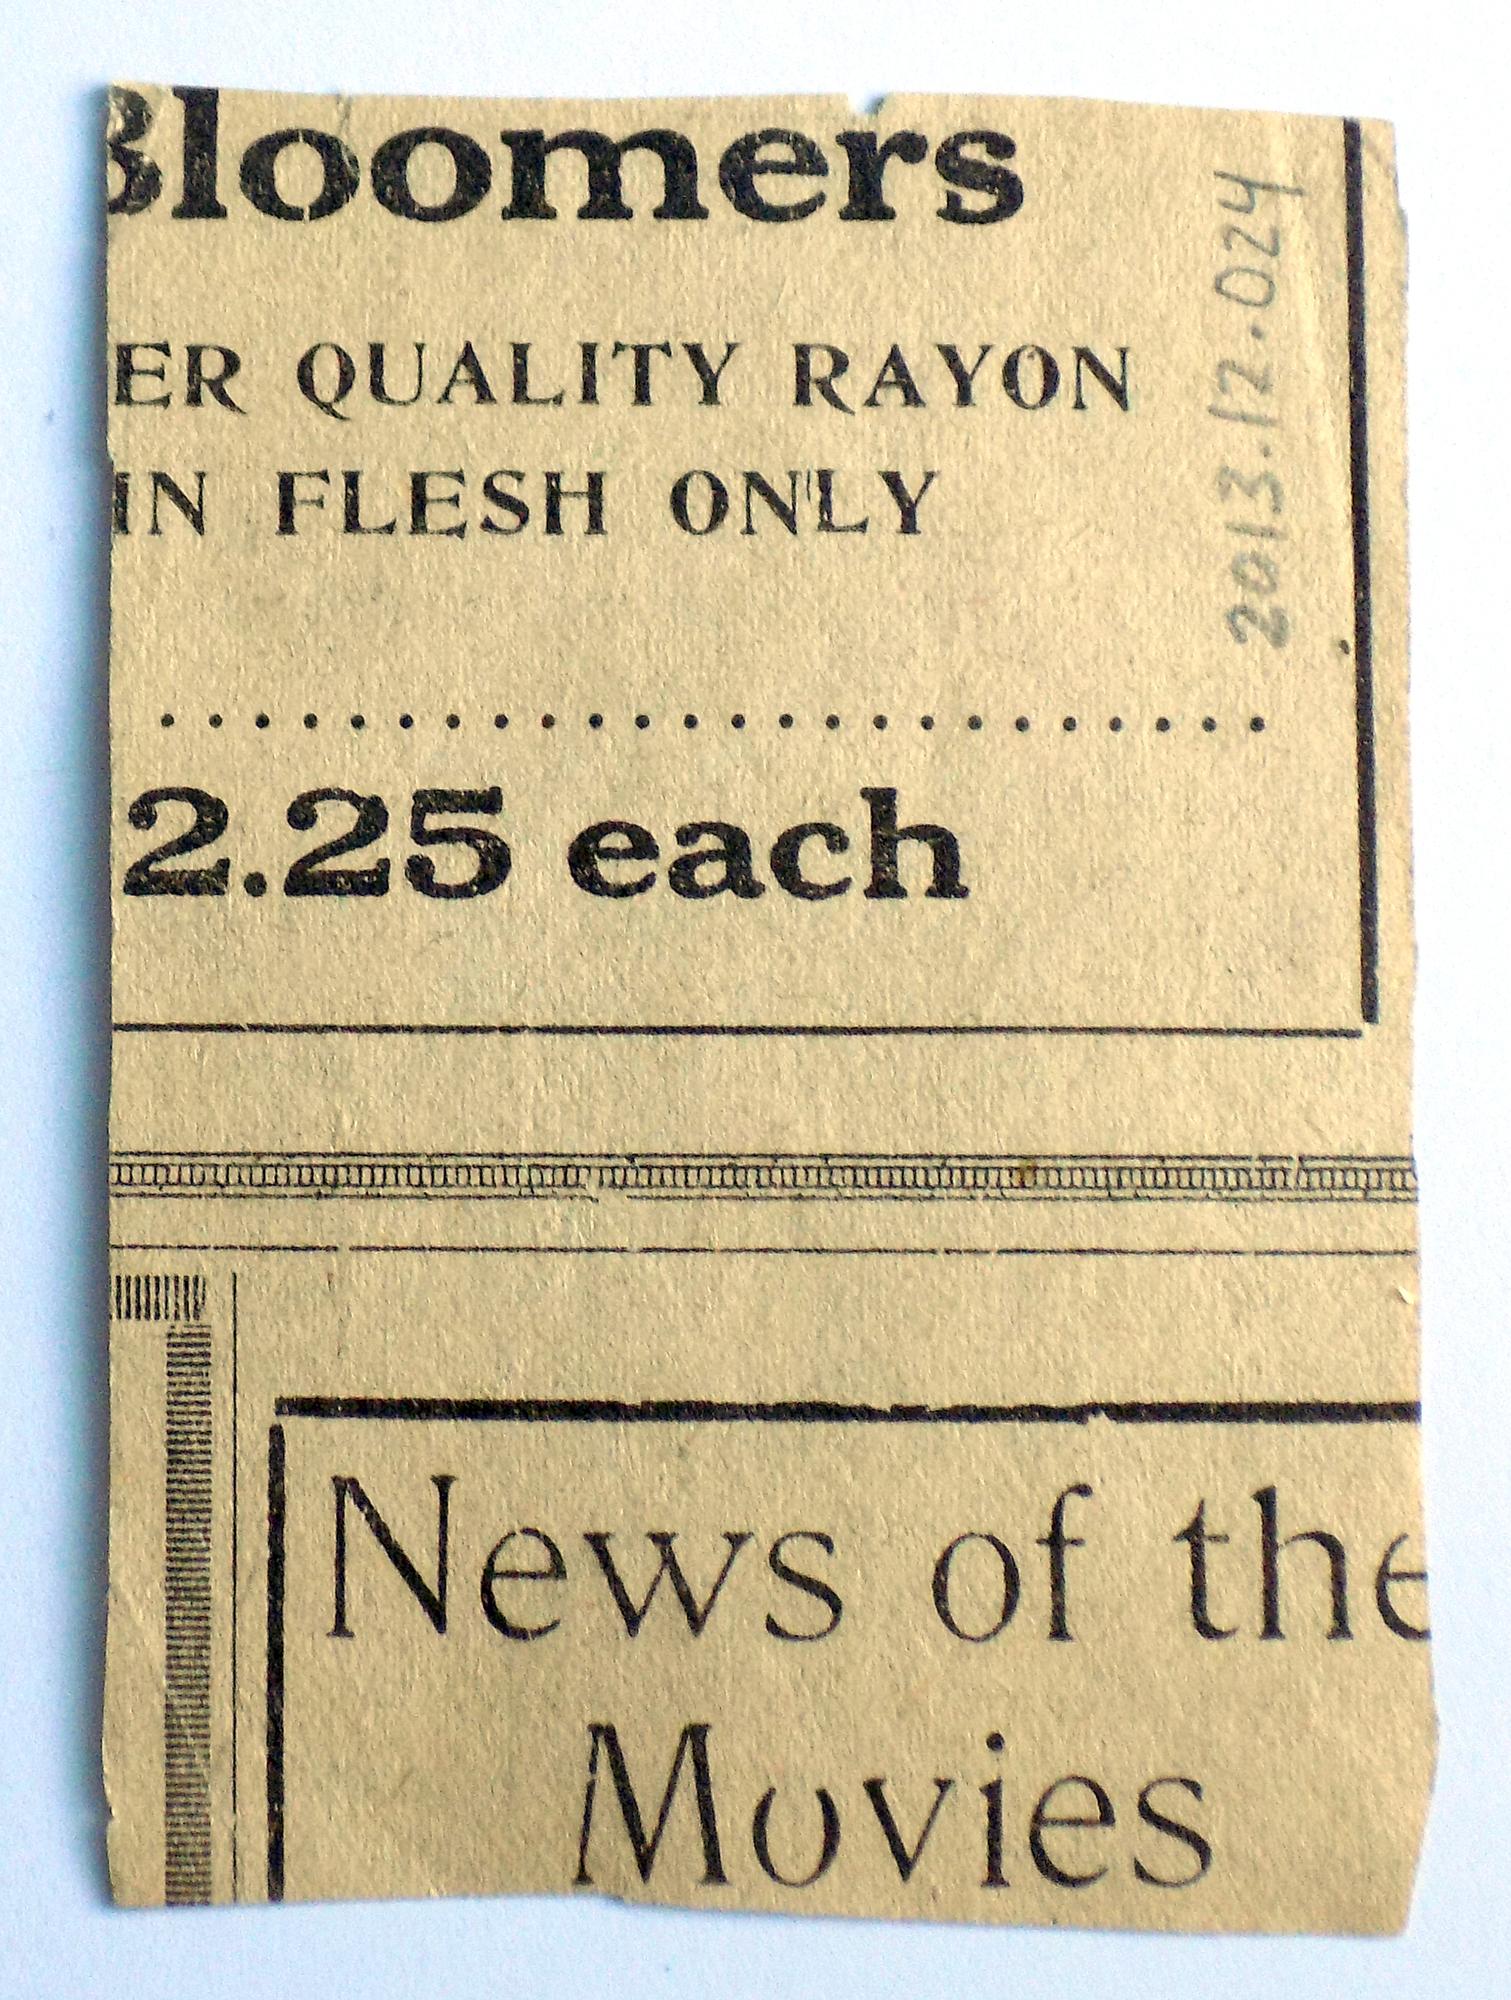 Bloomers
ER QUALITY RAYON
IN FLESH ONLY
2.25 each
2013.12.024
News of the
Movies